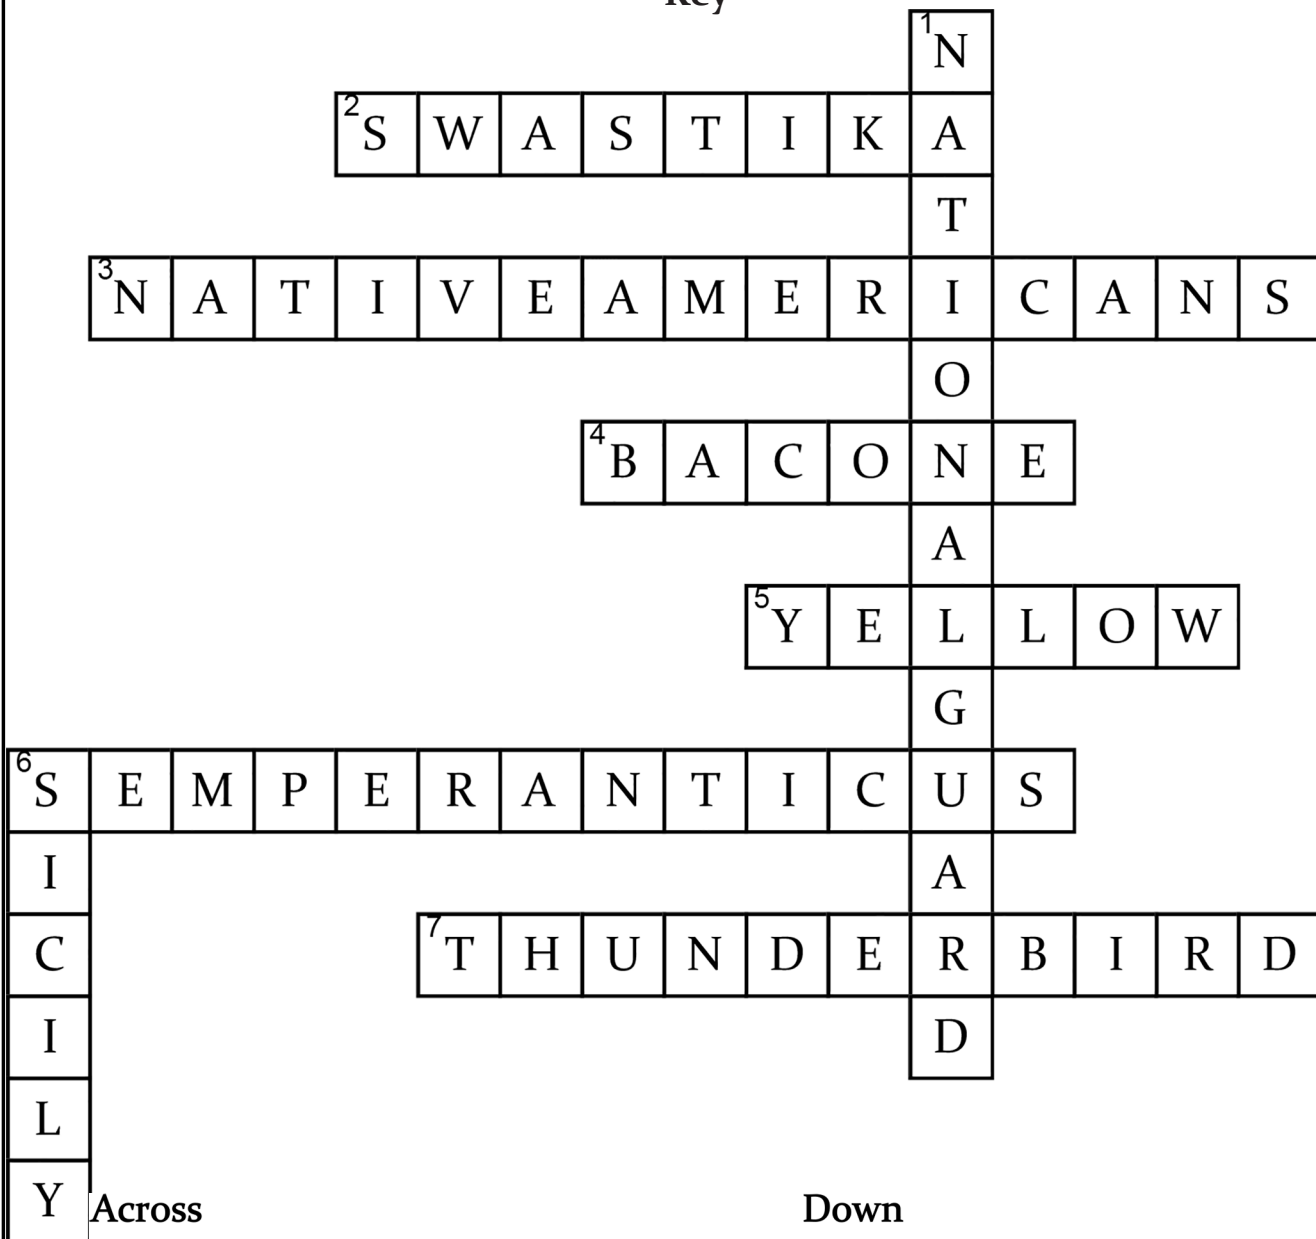 Key
1 N
2 S W A S T I K A
T
3 N A T I V E A M E R I C A N S
O
4 B A C O N E
A
5 Y E L L O W
G
6 S E M P E R A N T I C U S
I A
C 7 T H U N D E R B I R D
I D
L
Y Across Down